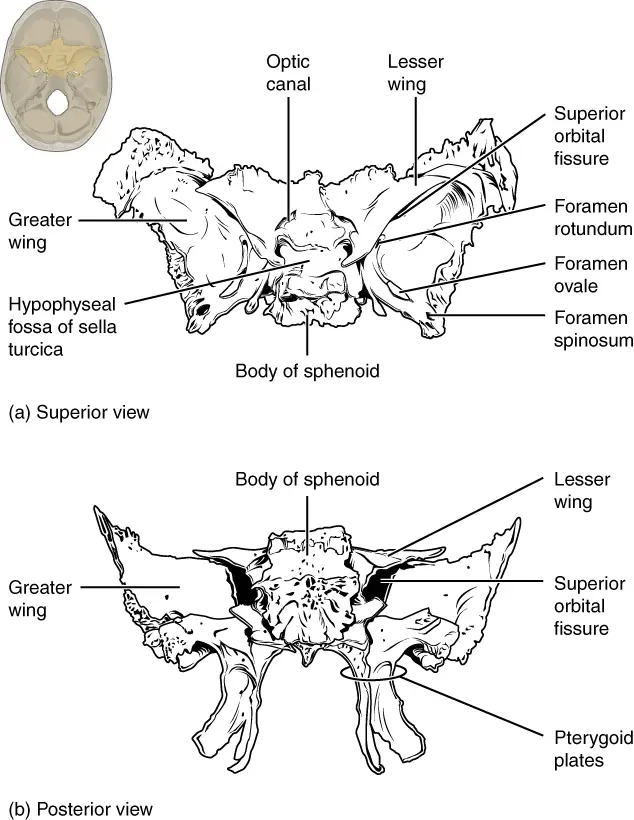 Optic
canal
Lesser
wing
Superior
orbital
fissure
Greater
wing
Foramen
rotundum
Foramen
ovale
Hypophyseal
fossa of sella
turcica
Foramen
spinosum
Body of sphenoid
(a) Superior view
Body of sphenoid
Lesser
wing
Greater
wing
Superior
orbital
fissure
Pterygoid
plates
(b) Posterior view